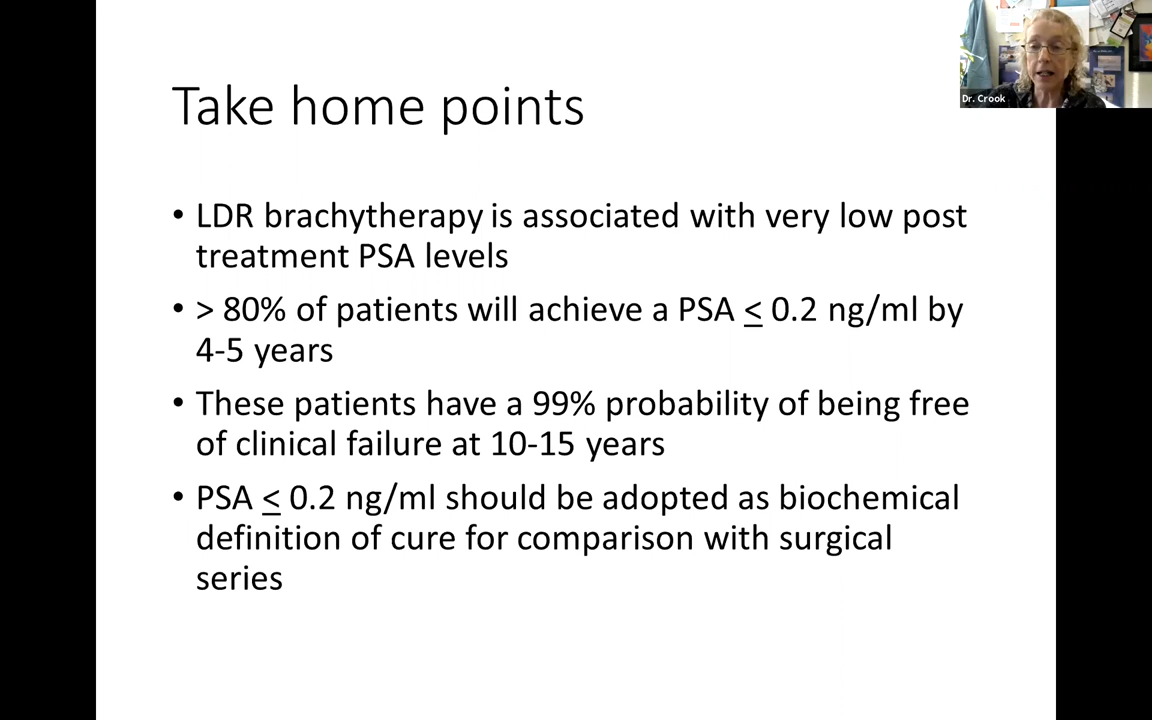 Dr. Crook
Take home points
• LDR brachytherapy is associated with very low post
treatment PSA levels
• > 80% of patients will achieve a PSA ≤ 0.2 ng/ml by
4-5 years
• These patients have a 99% probability of being free
of clinical failure at 10-15 years
• PSA ≤ 0.2 ng/ml should be adopted as biochemical
definition of cure for comparison with surgical
series